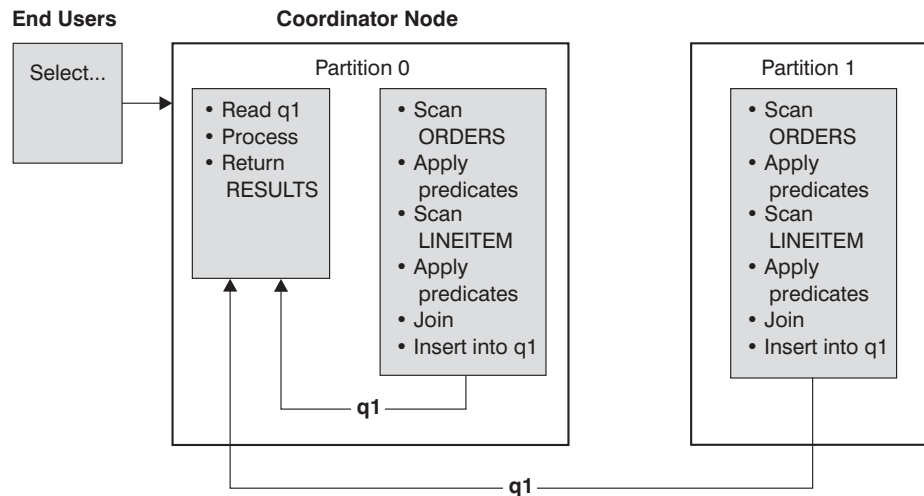 End Users
Coordinator Node
Select...
Partition 0
• Read q1
• Process
• Return
RESULTS
• Scan
ORDERS
• Apply
predicates
• Scan
LINEITEM
• Apply
predicates
• Join
• Insert into q1
q1
Partition 1
• Scan
ORDERS
• Apply
predicates
• Scan
LINEITEM
• Apply
predicates
• Join
• Insert into q1
q1